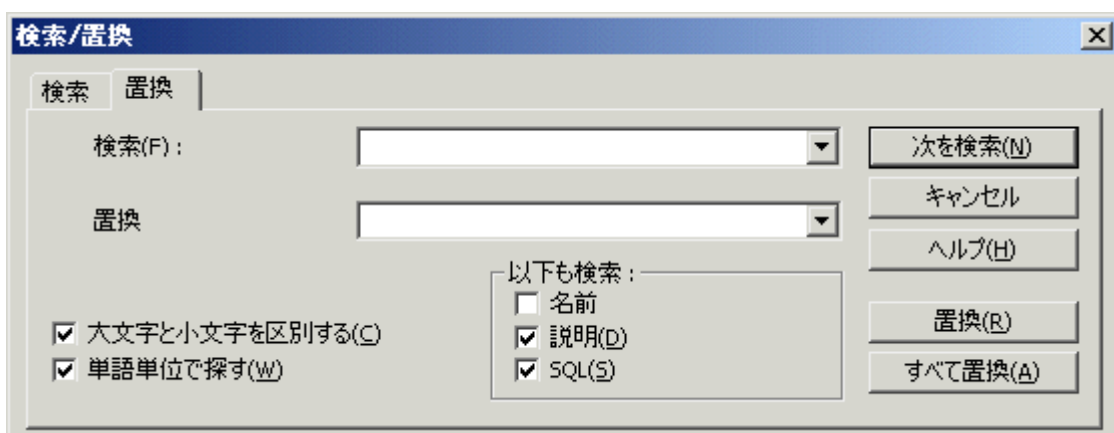 検索/置換
検索 置換
検索(F):
次を検索(N)
キャンセル
置換
ヘルプ(H)
以下も検索:
名前
大文字と小文字を区別する(C)
説明(D)
置換(R)
単語単位で探す(W)
SQL(S)
すべて置換(A)